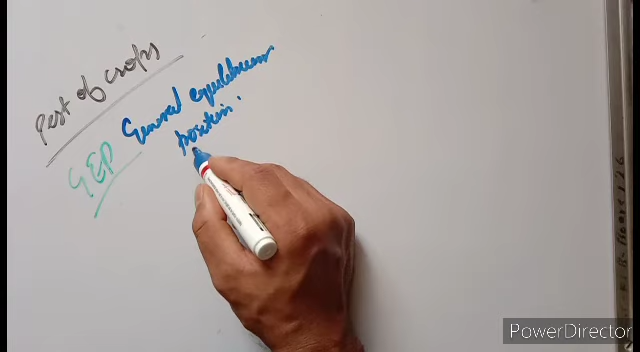 Pest of crops
GEP General equilibrium
position.
PowerDirector